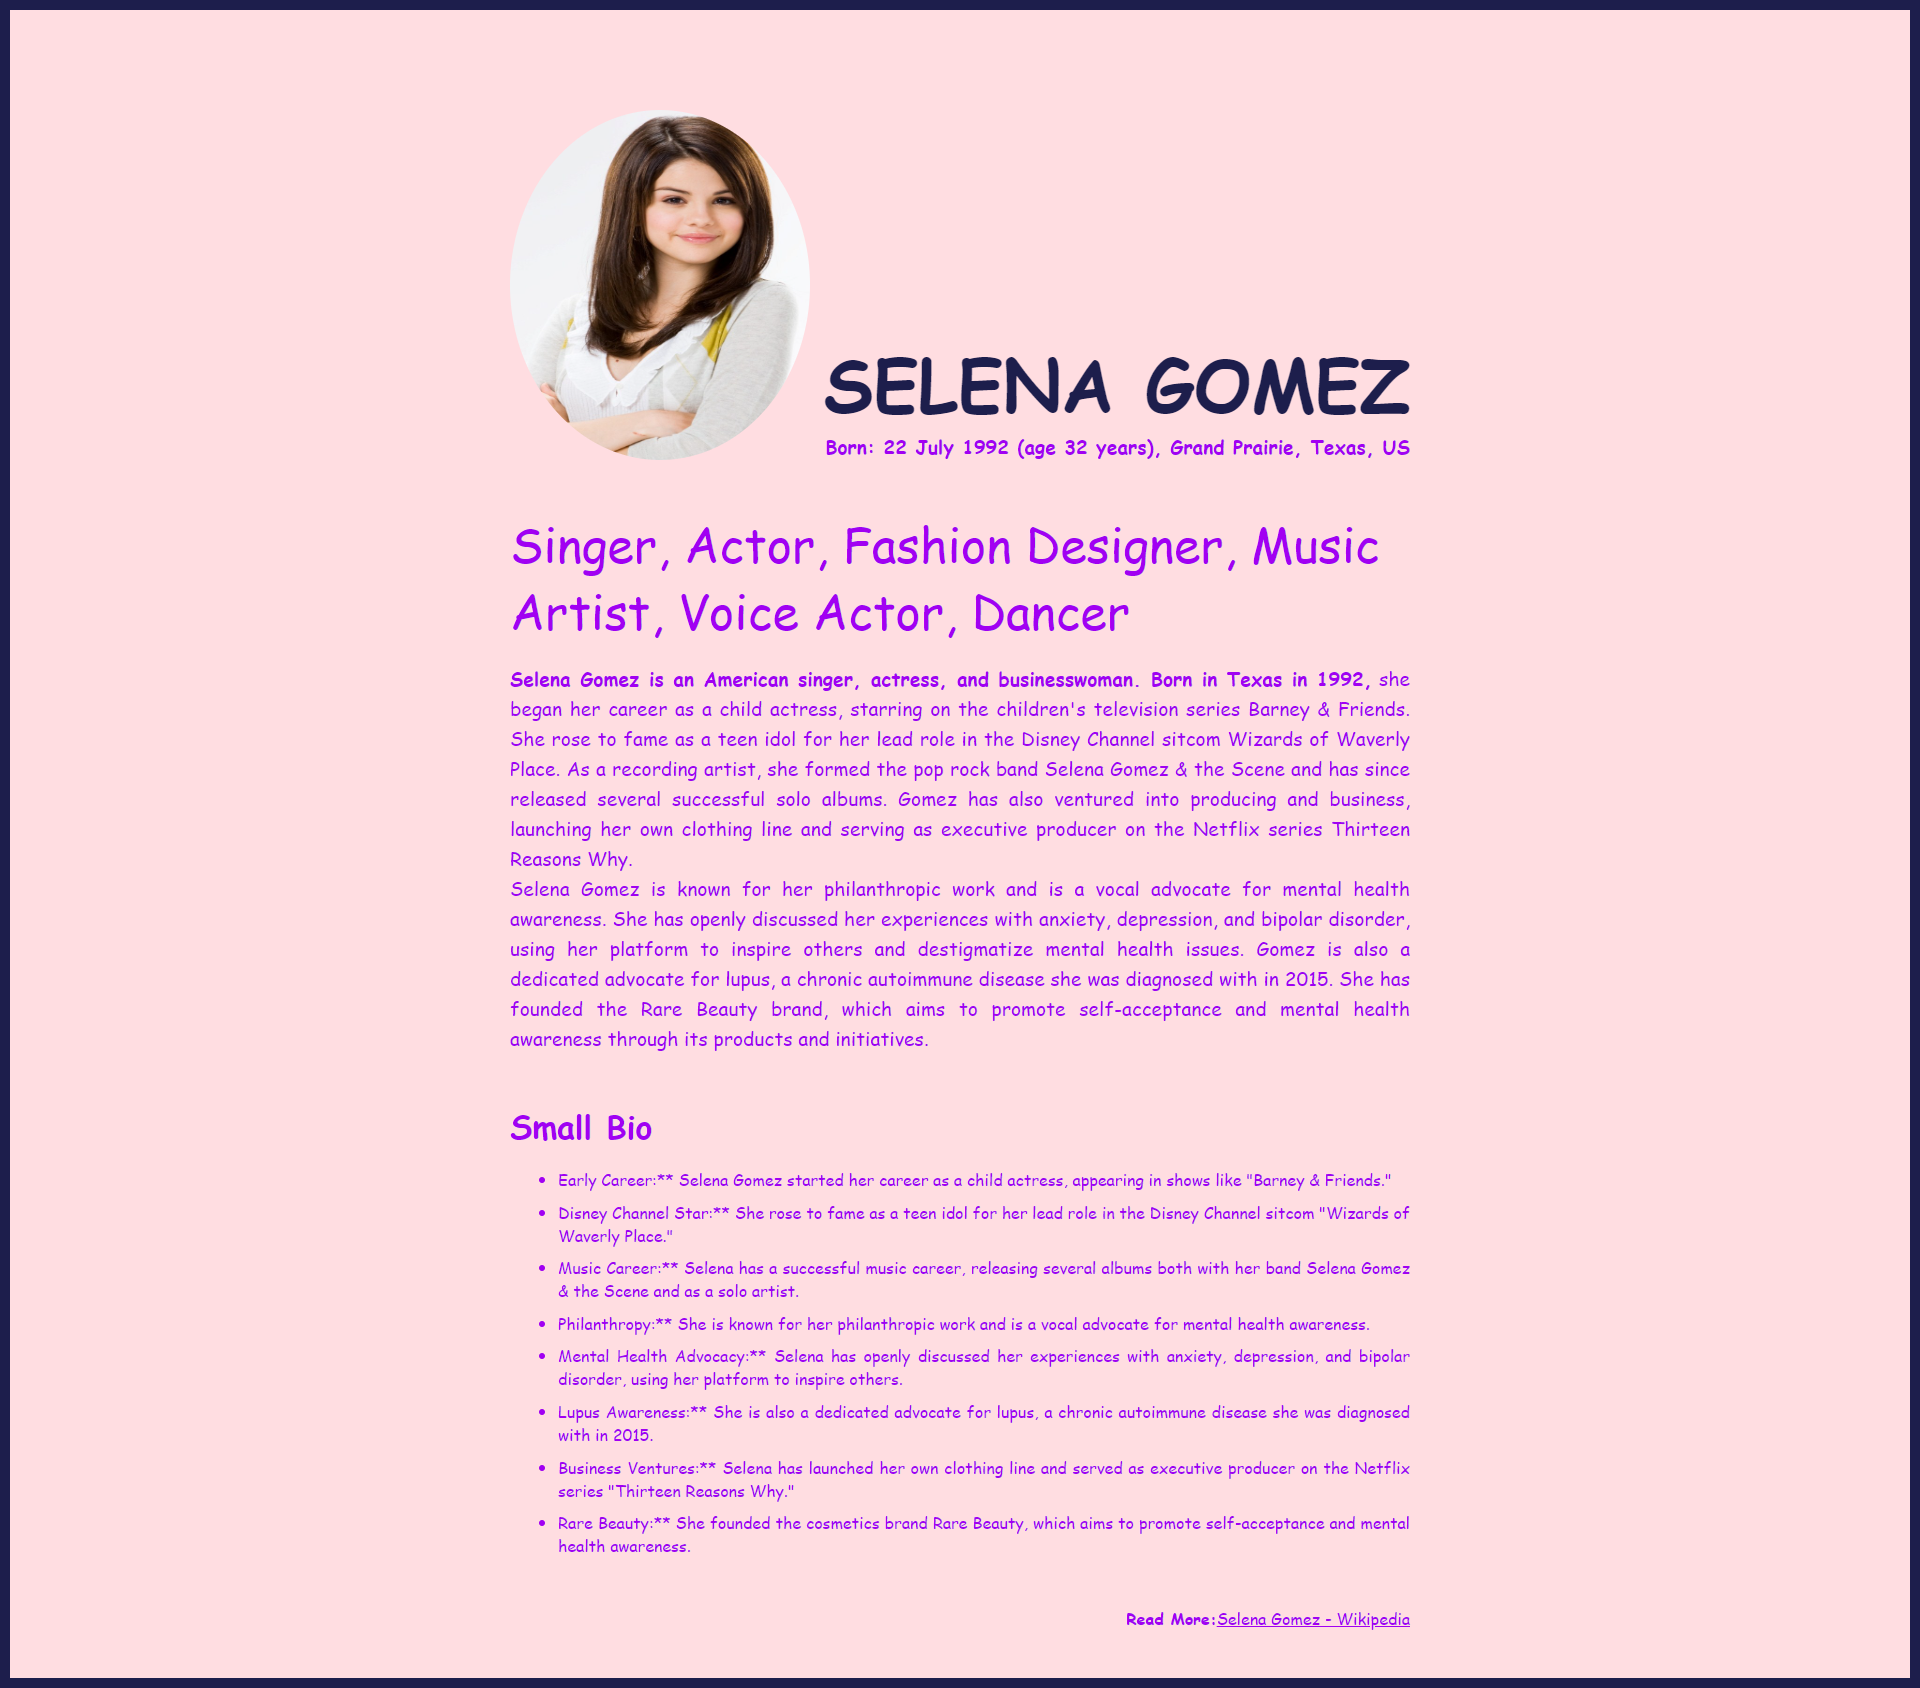 SELENA GOMEZ
Born: 22 July 1992 (age 32 years), Grand Prairie, Texas, US
Singer, Actor, Fashion Designer, Music
Artist, Voice Actor, Dancer
Selena Gomez is an American singer, actress, and businesswoman. Born in Texas in 1992, she
began her career as a child actress, starring on the children's television series Barney & Friends.
She rose to fame as a teen idol for her lead role in the Disney Channel sitcom Wizards of Waverly
Place. As a recording artist, she formed the pop rock band Selena Gomez & the Scene and has since
released several successful solo albums. Gomez has also ventured into producing and business,
launching her own clothing line and serving as executive producer on the Netflix series Thirteen
Reasons Why.
Selena Gomez is known for her philanthropic work and is a vocal advocate for mental health
awareness. She has openly discussed her experiences with anxiety, depression, and bipolar disorder,
using her platform to inspire others and destigmatize mental health issues. Gomez is also a
dedicated advocate for lupus, a chronic autoimmune disease she was diagnosed with in 2015. She has
founded the Rare Beauty brand, which aims to promote self-acceptance and mental health
awareness through its products and initiatives.
Small Bio
• Early Career:** Selena Gomez started her career as a child actress, appearing in shows like "Barney & Friends."
• Disney Channel Star:** She rose to fame as a teen idol for her lead role in the Disney Channel sitcom "Wizards of
Waverly Place."
• Music Career:** Selena has a successful music career, releasing several albums both with her band Selena Gomez
& the Scene and as a solo artist.
• Philanthropy:** She is known for her philanthropic work and is a vocal advocate for mental health awareness.
• Mental Health Advocacy:** Selena has openly discussed her experiences with anxiety, depression, and bipolar
disorder, using her platform to inspire others.
• Lupus Awareness:** She is also a dedicated advocate for lupus, a chronic autoimmune disease she was diagnosed
with in 2015.
• Business Ventures:** Selena has launched her own clothing line and served as executive producer on the Netflix
series "Thirteen Reasons Why."
• Rare Beauty:** She founded the cosmetics brand Rare Beauty, which aims to promote self-acceptance and mental
health awareness.
Read More:Selena Gomez - Wikipedia